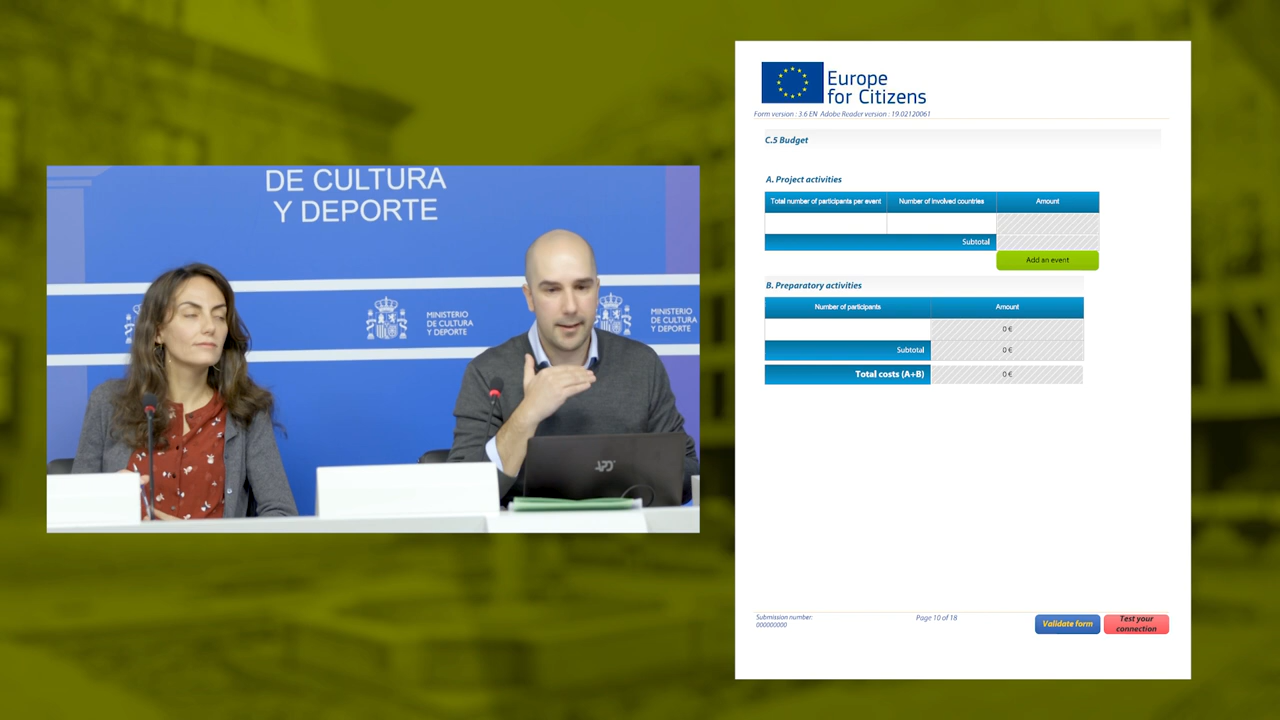 DE CULTURA
Y DEPORTE
MINISTERIO
DE CULTURA
Y DEPORTE
MINISTERIO
DE CULTURA
Y DEPORTE
Europe
for Citizens
Form version : 3.6 EN Adobe Reader version : 19.02120061
C.5 Budget
A. Project activities
Total number of participants per event
Number of involved countries
Amount
Subtotal
Add an event
B. Preparatory activities
Number of participants
Amount
0 €
Subtotal
0 €
Total costs (A+B)
0 €
Submission number:
000000000
Page 10 of 18
Validate form
Test your
connection